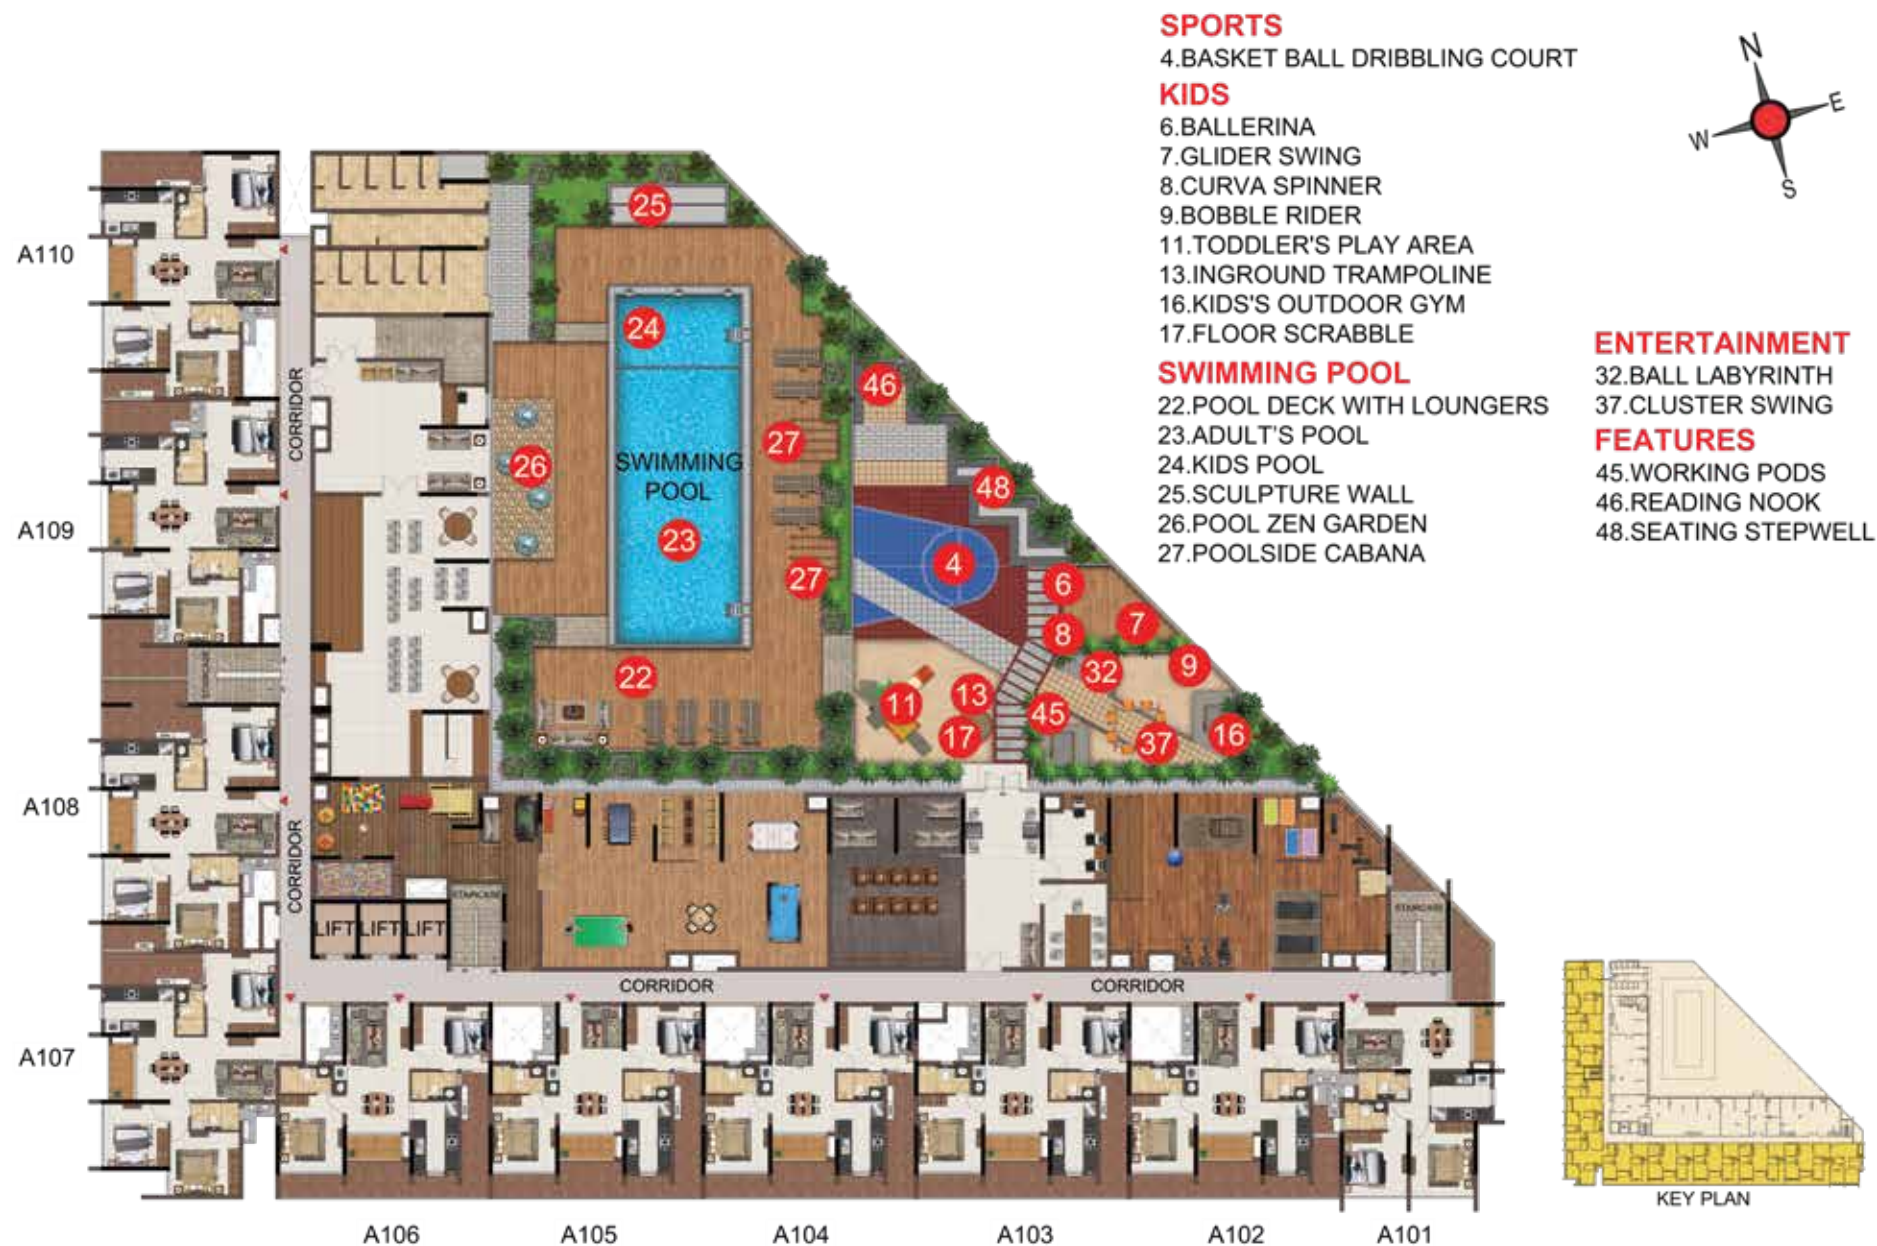 SPORTS
4.BASKET BALL DRIBBLING COURT
KIDS
6.BALLERINA
7.GLIDER SWING
8.CURVA SPINNER
9.BOBBLE RIDER
11.TODDLER'S PLAY AREA
13.INGROUND TRAMPOLINE
16.KIDS'S OUTDOOR GYM
17.FLOOR SCRABBLE
SWIMMING POOL
22.POOL DECK WITH LOUNGERS
23.ADULT'S POOL
24.KIDS POOL
25.SCULPTURE WALL
26.POOL ZEN GARDEN
27.POOLSIDE CABANA
ENTERTAINMENT
32.BALL LABYRINTH
37.CLUSTER SWING
FEATURES
45.WORKING PODS
46.READING NOOK
48.SEATING STEPWELL
N
E
W
S
A110
A109
A108
A107
25
24
46
27
26
SWIMMING
POOL
48
23
4
27
6
7
8
9
22
32
13
11
45
17
37
16
CORRIDOR
CORRIDOR
STAIRCASE
STAIRCASE
STAIRCASE
LIFT
LIFT
LIFT
CORRIDOR
CORRIDOR
A106
A105
A104
A103
A102
A101
KEY PLAN